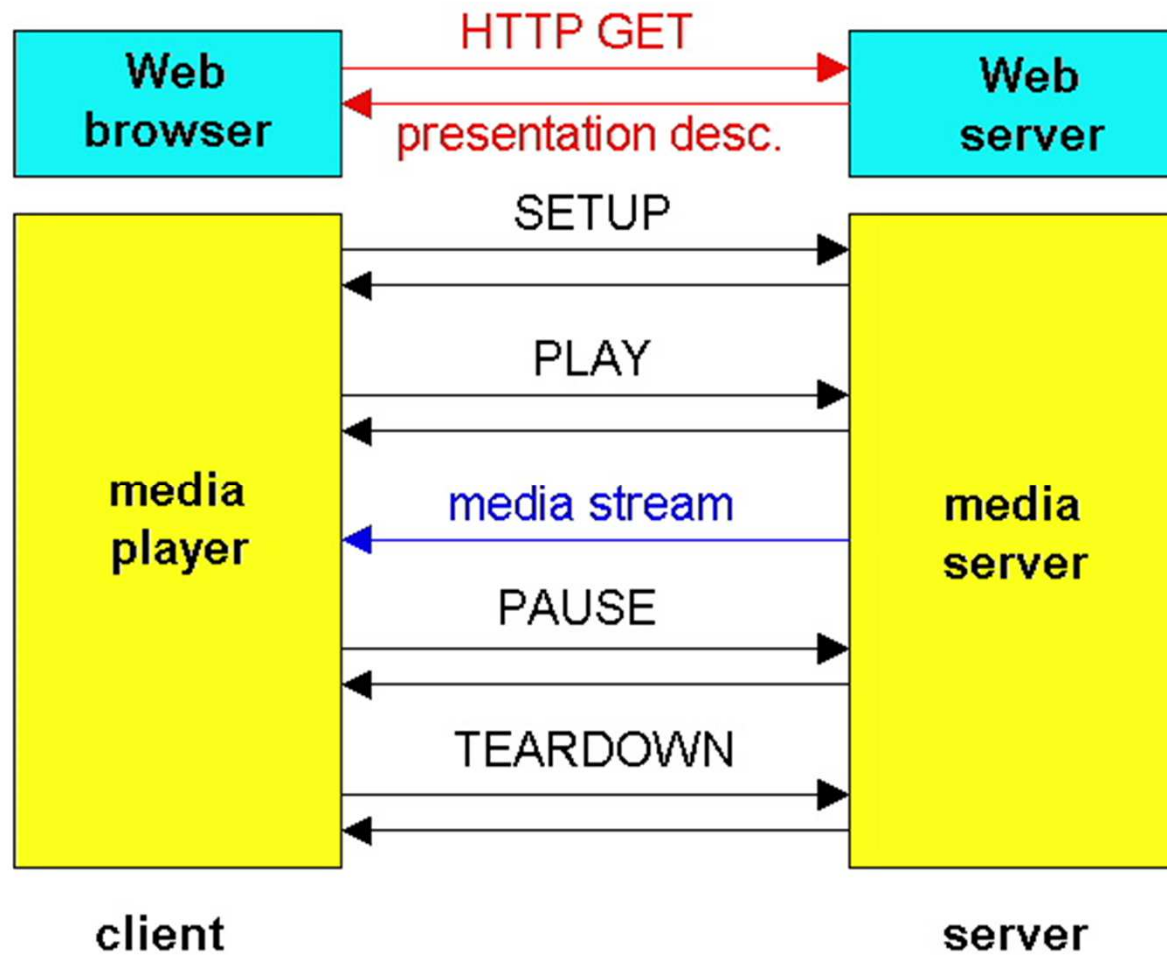 HTTP GET
Web
browser
Web
server
presentation desc.
SETUP
PLAY
media
player
media stream
media
server
PAUSE
TEARDOWN
client
server